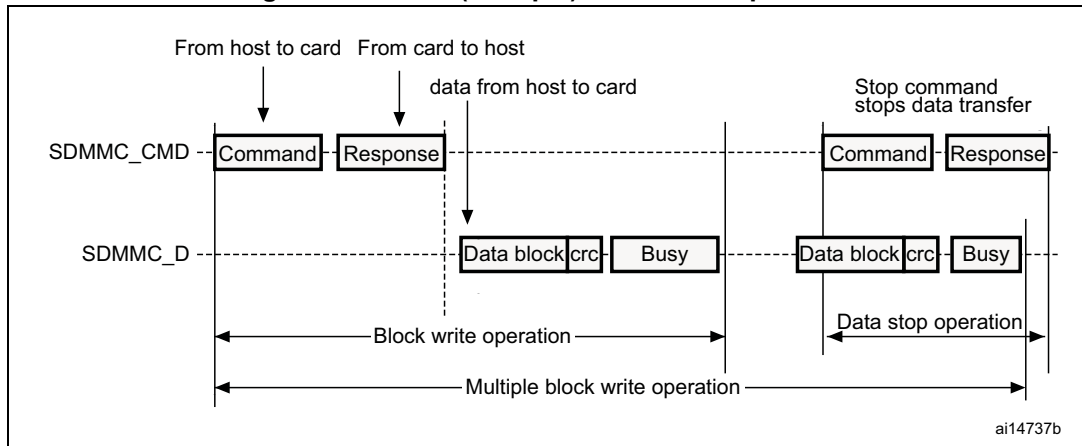 From host to card From card to host
data from host to card
Stop command
stops data transfer
SDMMC_CMD Command Response Command Response
SDMMC_D Data block crc Busy Data block crc Busy
Block write operation Data stop operation
Multiple block write operation
ai14737b